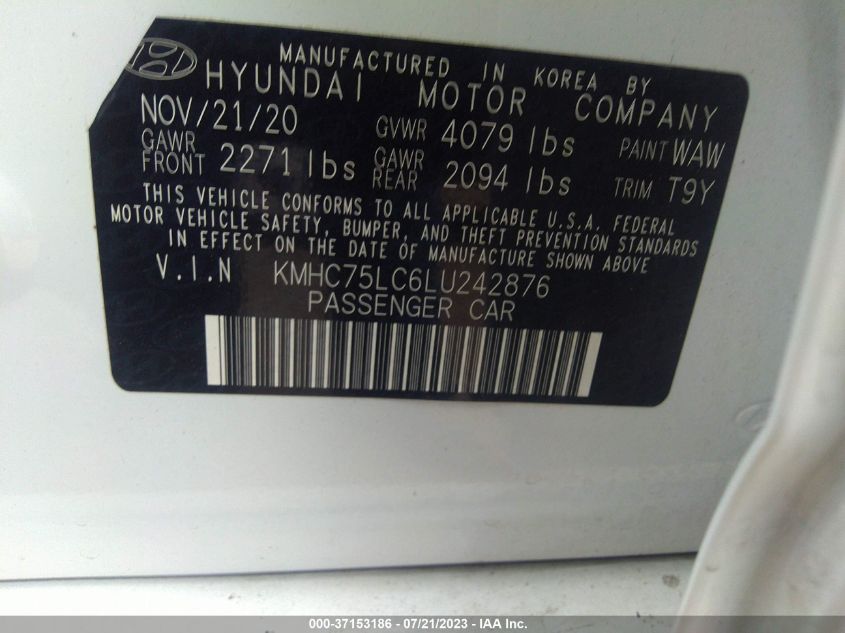 MANUFACTURED IN KOREA BY
HYUNDAI MOTOR COMPANY
NOV/21/20 GVWR 4079 lbs PAINT WAW
GAWR FRONT 2271 lbs GAWR REAR 2094 lbs TRIM T9Y
THIS VEHICLE CONFORMS TO ALL APPLICABLE U.S.A. FEDERAL
MOTOR VEHICLE SAFETY, BUMPER, AND THEFT PREVENTION STANDARDS
IN EFFECT ON THE DATE OF MANUFACTURE SHOWN ABOVE
V.I.N KMHC75LC6LU242876
PASSENGER CAR
000-37153186 - 07/21/2023 - IAA Inc.